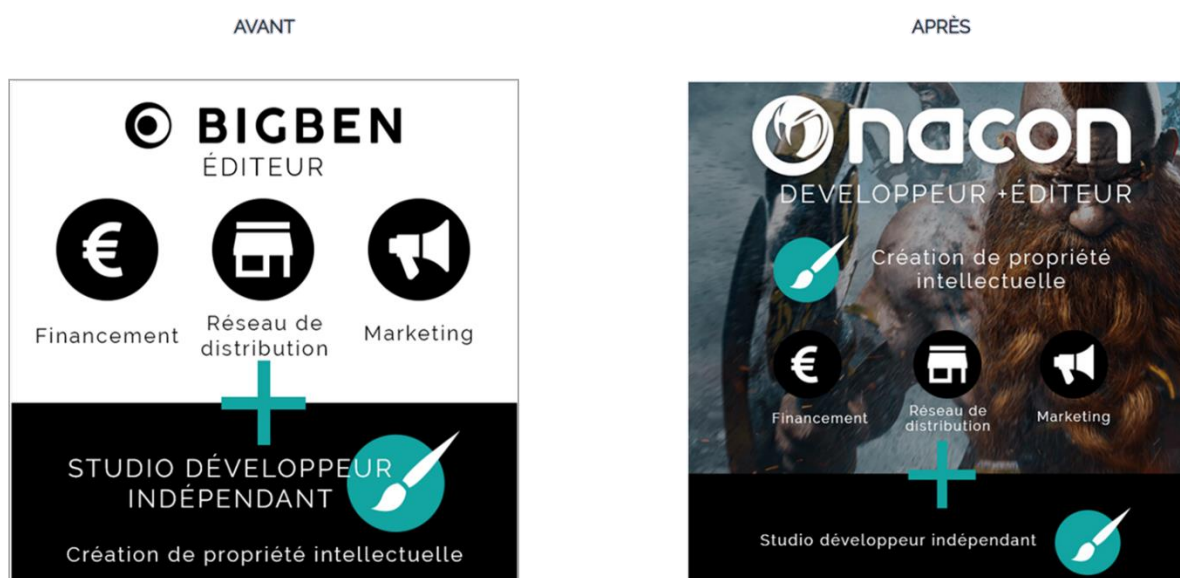 AVANT
BIGBEN
ÉDITEUR
€
Financement
Réseau de
distribution
Marketing
STUDIO DÉVELOPPEUR
INDÉPENDANT
Création de propriété intellectuelle
APRÈS
nacon
DEVELOPPEUR +ÉDITEUR
Création de propriété
intellectuelle
€
Financement
Réseau de
distribution
Marketing
Studio développeur indépendant